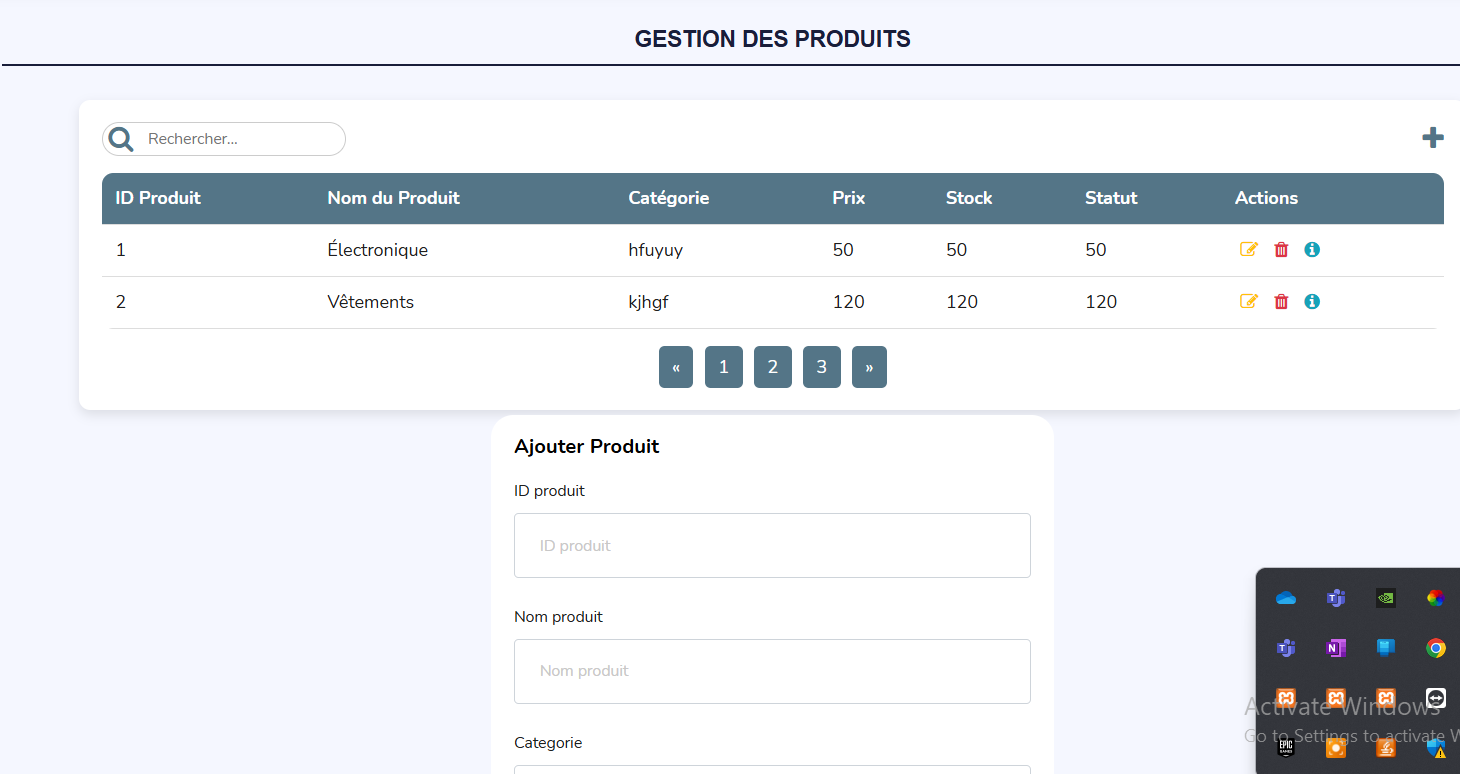 GESTION DES PRODUITS
Rechercher...
ID Produit Nom du Produit Catégorie Prix Stock Statut Actions
1 Électronique hfuyuy 50 50 50
2 Vêtements kjhgf 120 120 120
« 1 2 3 »
Ajouter Produit
ID produit
ID produit
Nom produit
Nom produit
Categorie
Activate Windows
Go to Settings to activate W
EPIC GAMES